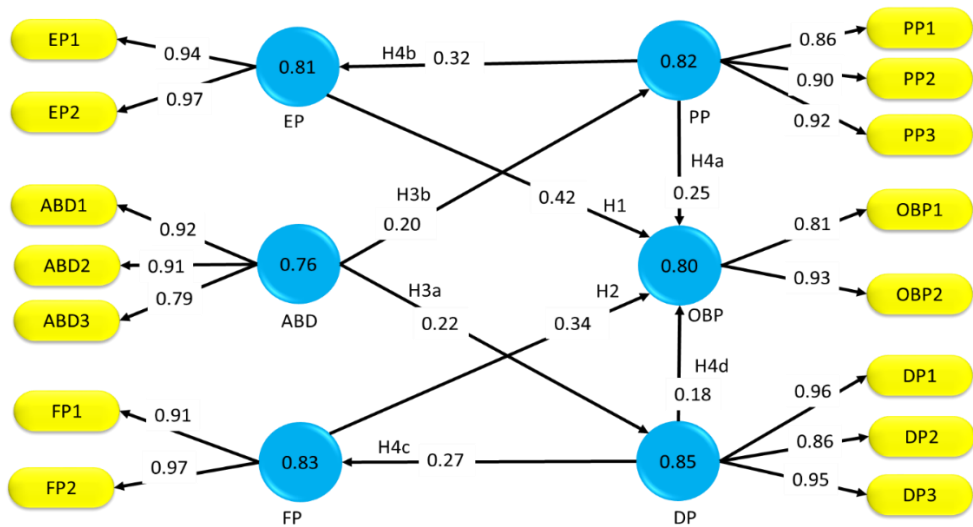 EP1
0.94
EP2
0.97
0.81
EP
H4b
0.32
0.82
PP
0.86
PP1
0.90
PP2
0.92
PP3
H4a
0.25
H3b
0.20
0.42
H1
ABD1
0.92
ABD2
0.91
ABD3
0.79
0.76
ABD
0.80
OBP
0.81
OBP1
0.93
OBP2
H3a
0.22
H2
0.34
H4d
0.18
FP1
0.91
FP2
0.97
0.83
FP
H4c
0.27
0.85
DP
0.96
DP1
0.86
DP2
0.95
DP3